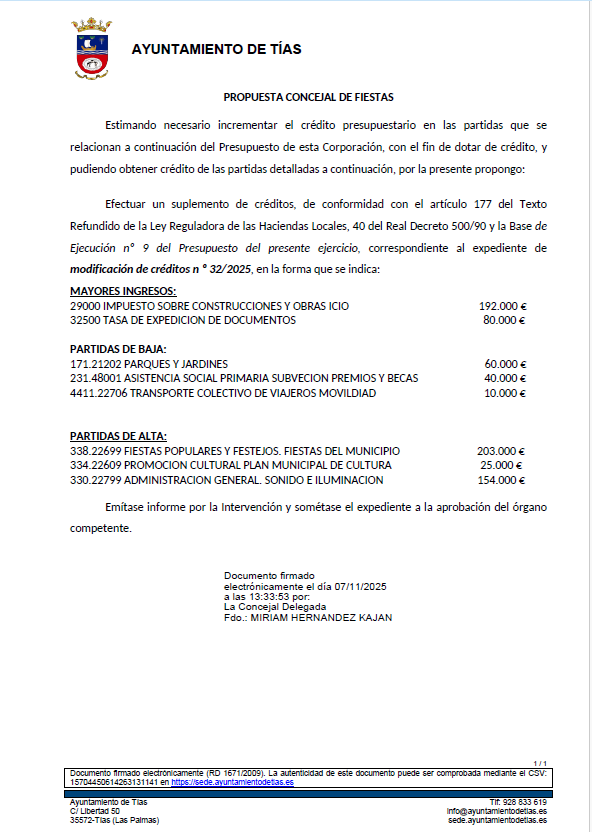 AYUNTAMIENTO DE TÍAS
PROPUESTA CONCEJAL DE FIESTAS
Estimando necesario incrementar el crédito presupuestario en las partidas que se
relacionan a continuación del Presupuesto de esta Corporación, con el fin de dotar de crédito, y
pudiendo obtener crédito de las partidas detalladas a continuación, por la presente propongo:
Efectuar un suplemento de créditos, de conformidad con el artículo 177 del Texto
Refundido de la Ley Reguladora de las Haciendas Locales, 40 del Real Decreto 500/90 y la Base de
Ejecución nº 9 del Presupuesto del presente ejercicio, correspondiente al expediente de
modificación de créditos n º 32/2025, en la forma que se indica:
MAYORES INGRESOS:
29000 IMPUESTO SOBRE CONSTRUCCIONES Y OBRAS ICIO 192.000 €
32500 TASA DE EXPEDICION DE DOCUMENTOS 80.000 €
PARTIDAS DE BAJA:
171.21202 PARQUES Y JARDINES 60.000 €
231.48001 ASISTENCIA SOCIAL PRIMARIA SUBVECION PREMIOS Y BECAS 40.000 €
4411.22706 TRANSPORTE COLECTIVO DE VIAJEROS MOVILDIAD 10.000 €
PARTIDAS DE ALTA:
338.22699 FIESTAS POPULARES Y FESTEJOS. FIESTAS DEL MUNICIPIO 203.000 €
334.22609 PROMOCION CULTURAL PLAN MUNICIPAL DE CULTURA 25.000 €
330.22799 ADMINISTRACION GENERAL. SONIDO E ILUMINACION 154.000 €
Emítase informe por la Intervención y sométase el expediente a la aprobación del órgano
competente.
Documento firmado
electrónicamente el día 07/11/2025
a las 13:33:53 por:
La Concejal Delegada
Fdo.: MIRIAM HERNANDEZ KAJAN
1 / 1
Documento firmado electrónicamente (RD 1671/2009). La autenticidad de este documento puede ser comprobada mediante el CSV:
15704450614263131141 en https://sede.ayuntamientodetias.es
Ayuntamiento de Tías Tlf: 928 833 619
C/ Libertad 50 info@ayuntamientodetias.es
35572-Tías (Las Palmas) sede.ayuntamientodetias.es